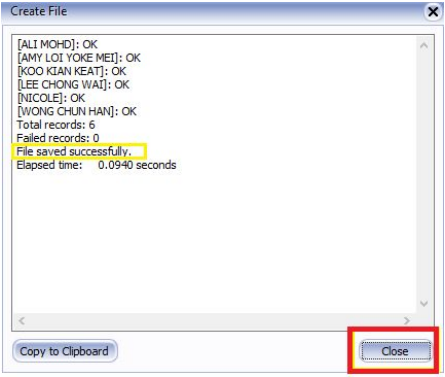 Create File
[ALI MOHD]: OK
[AMY LOI YOKE MEI]: OK
[KOO KIAN KEAT]: OK
[LEE CHONG WAI]: OK
[NICOLE]: OK
[WONG CHUN HAN]: OK
Total records: 6
Failed records: 0
File saved successfully.
Elapsed time: 0.0940 seconds
Copy to Clipboard Close